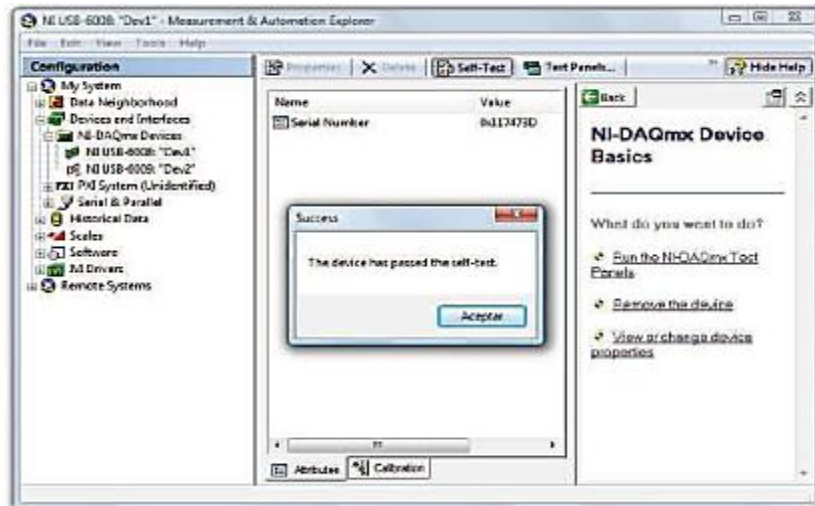 NI USB-6008: "Dev1" - Measurement & Automation Explorer
File Edit View Tools Help
Configuration
My System
Data Neighborhood
Devices and Interfaces
NI-DAQmx Devices
NI USB-6008: "Dev1"
NI USB-6009: "Dev2"
PXI PXI System (Unidentified)
Serial & Parallel
Historical Data
Scales
Software
IVI Drivers
Remote Systems
Properties Delete Self-Test Test Panels... Hide Help
Name Value
Serial Number 0x117473D
Success
The device has passed the self-test.
Aceptar
Attributes Calibration
Back
NI-DAQmx Device
Basics
What do you want to do?
Run the NI-DAQmx Test
Panels
Remove the device
View or change device
properties